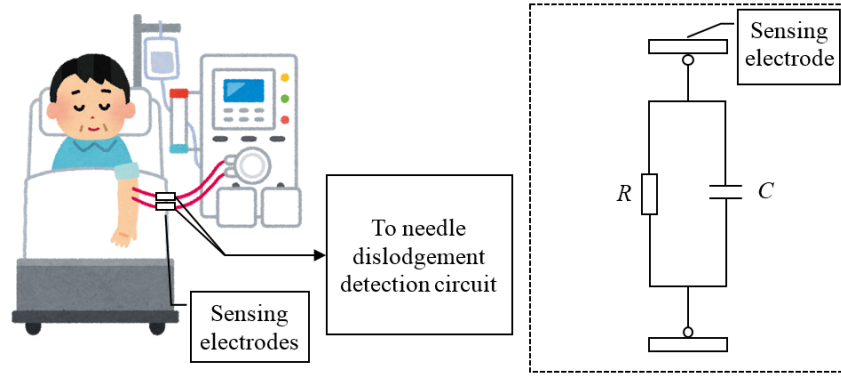 Sensing
electrode
R
C
To needle
dislodgement
detection circuit
Sensing
electrodes